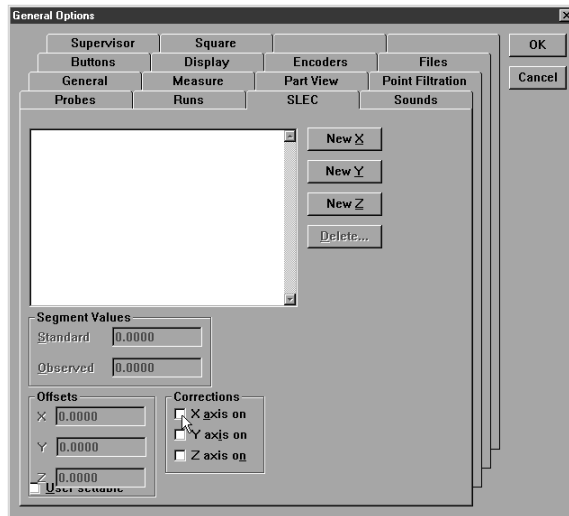 General Options
Supervisor Square
Buttons Display Encoders Files
General Measure Part View Point Filtration
Probes Runs SLEC Sounds
OK
Cancel
New X
New Y
New Z
Delete...
Segment Values
Standard 0.0000
Observed 0.0000
Offsets
X 0.0000
Y 0.0000
Z 0.0000
User settable
Corrections
X axis on
Y axis on
Z axis on